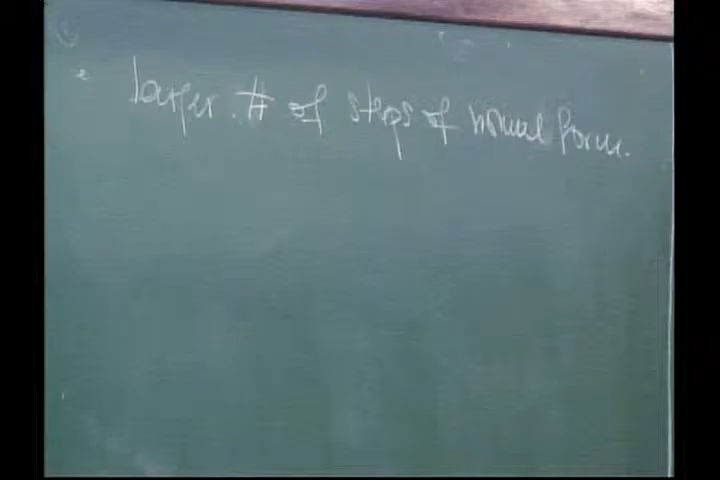 larger # of steps of normal form.